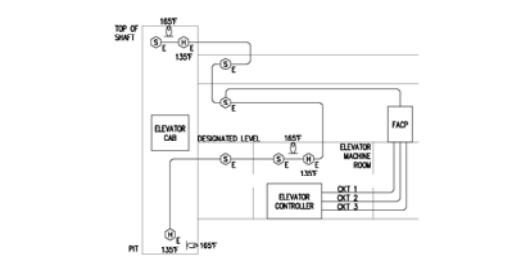 165°F
TOP OF
SHAFT
S E H E
135°F
S E
S E
ELEVATOR
CAB
FACP
DESIGNATED LEVEL
165°F
S E S E H E
135°F
ELEVATOR
MACHINE
ROOM
ELEVATOR
CONTROLLER
CKT 1
CKT 2
CKT 3
H E
PIT
135°F
165°F